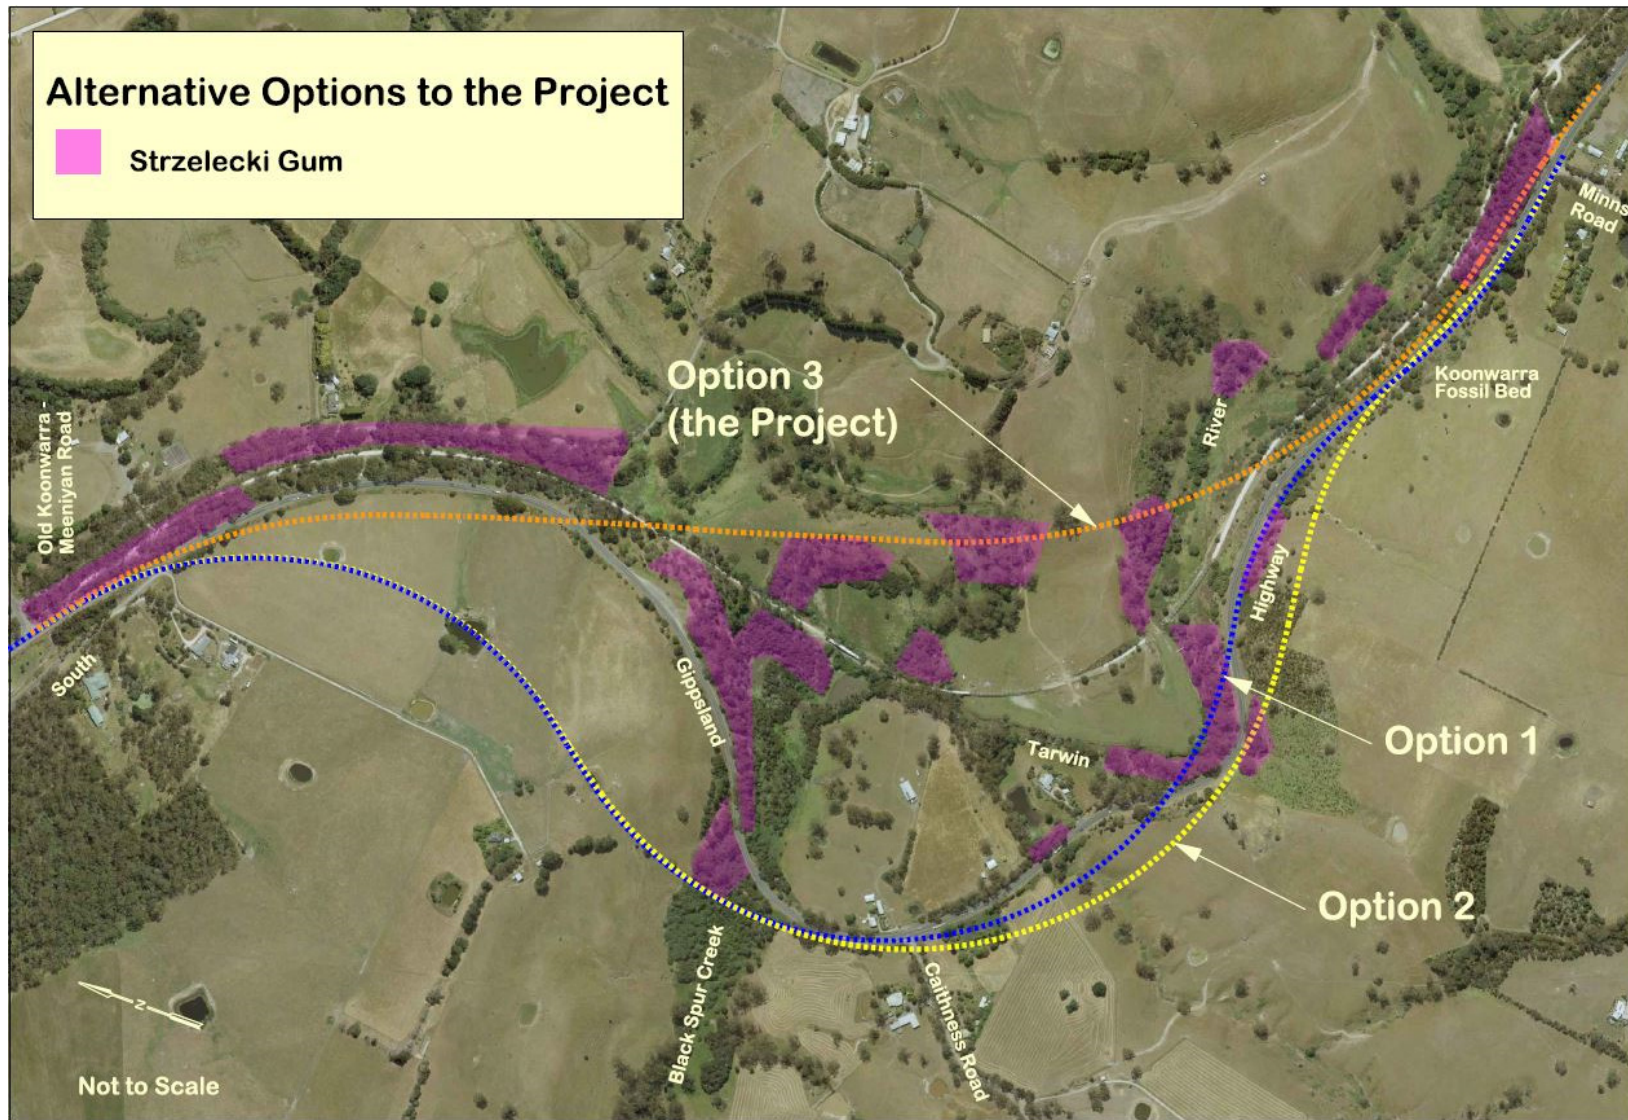 Alternative Options to the Project
Strzelecki Gum
Minns
Road
Option 3
(the Project)
Koonwarra
Fossil Bed
River
Old Koonwarra -
Meeniyan Road
Highway
South
Gippsland
Tarwin
Option 1
Option 2
Black Spur Creek
Caithness Road
N
Not to Scale